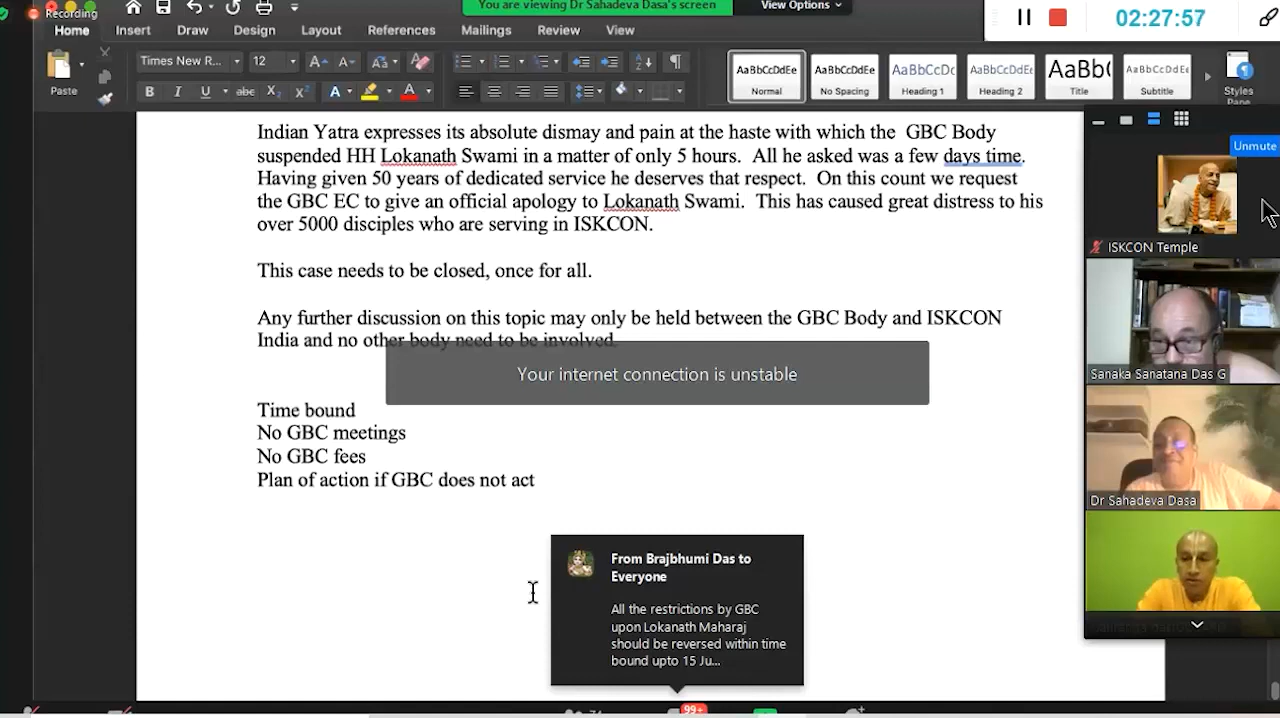 Recording
You are viewing Dr Sahadeva Dasa's screen
View Options
02:27:57
Home Insert Draw Design Layout References Mailings Review View
Times New R... 12
Paste
AaBbCcDdEe AaBbCcDdEe AaBbCcDc AaBbCcDdEe AaBb( AaBbCcDdEe
Normal No Spacing Heading 1 Heading 2 Title Subtitle
Styles
Pane
Indian Yatra expresses its absolute dismay and pain at the haste with which the GBC Body
suspended HH Lokanath Swami in a matter of only 5 hours. All he asked was a few days time.
Having given 50 years of dedicated service he deserves that respect. On this count we request
the GBC EC to give an official apology to Lokanath Swami. This has caused great distress to his
over 5000 disciples who are serving in ISKCON.
This case needs to be closed, once for all.
Any further discussion on this topic may only be held between the GBC Body and ISKCON
India and no other body need to be involved.
Your internet connection is unstable
Time bound
No GBC meetings
No GBC fees
Plan of action if GBC does not act
From Brajbhumi Das to
Everyone
All the restrictions by GBC
upon Lokanath Maharaj
should be reversed within time
bound upto 15 Ju...
Unmute
ISKCON Temple
Sanaka Sanatana Das G
Dr Sahadeva Dasa
74
99+